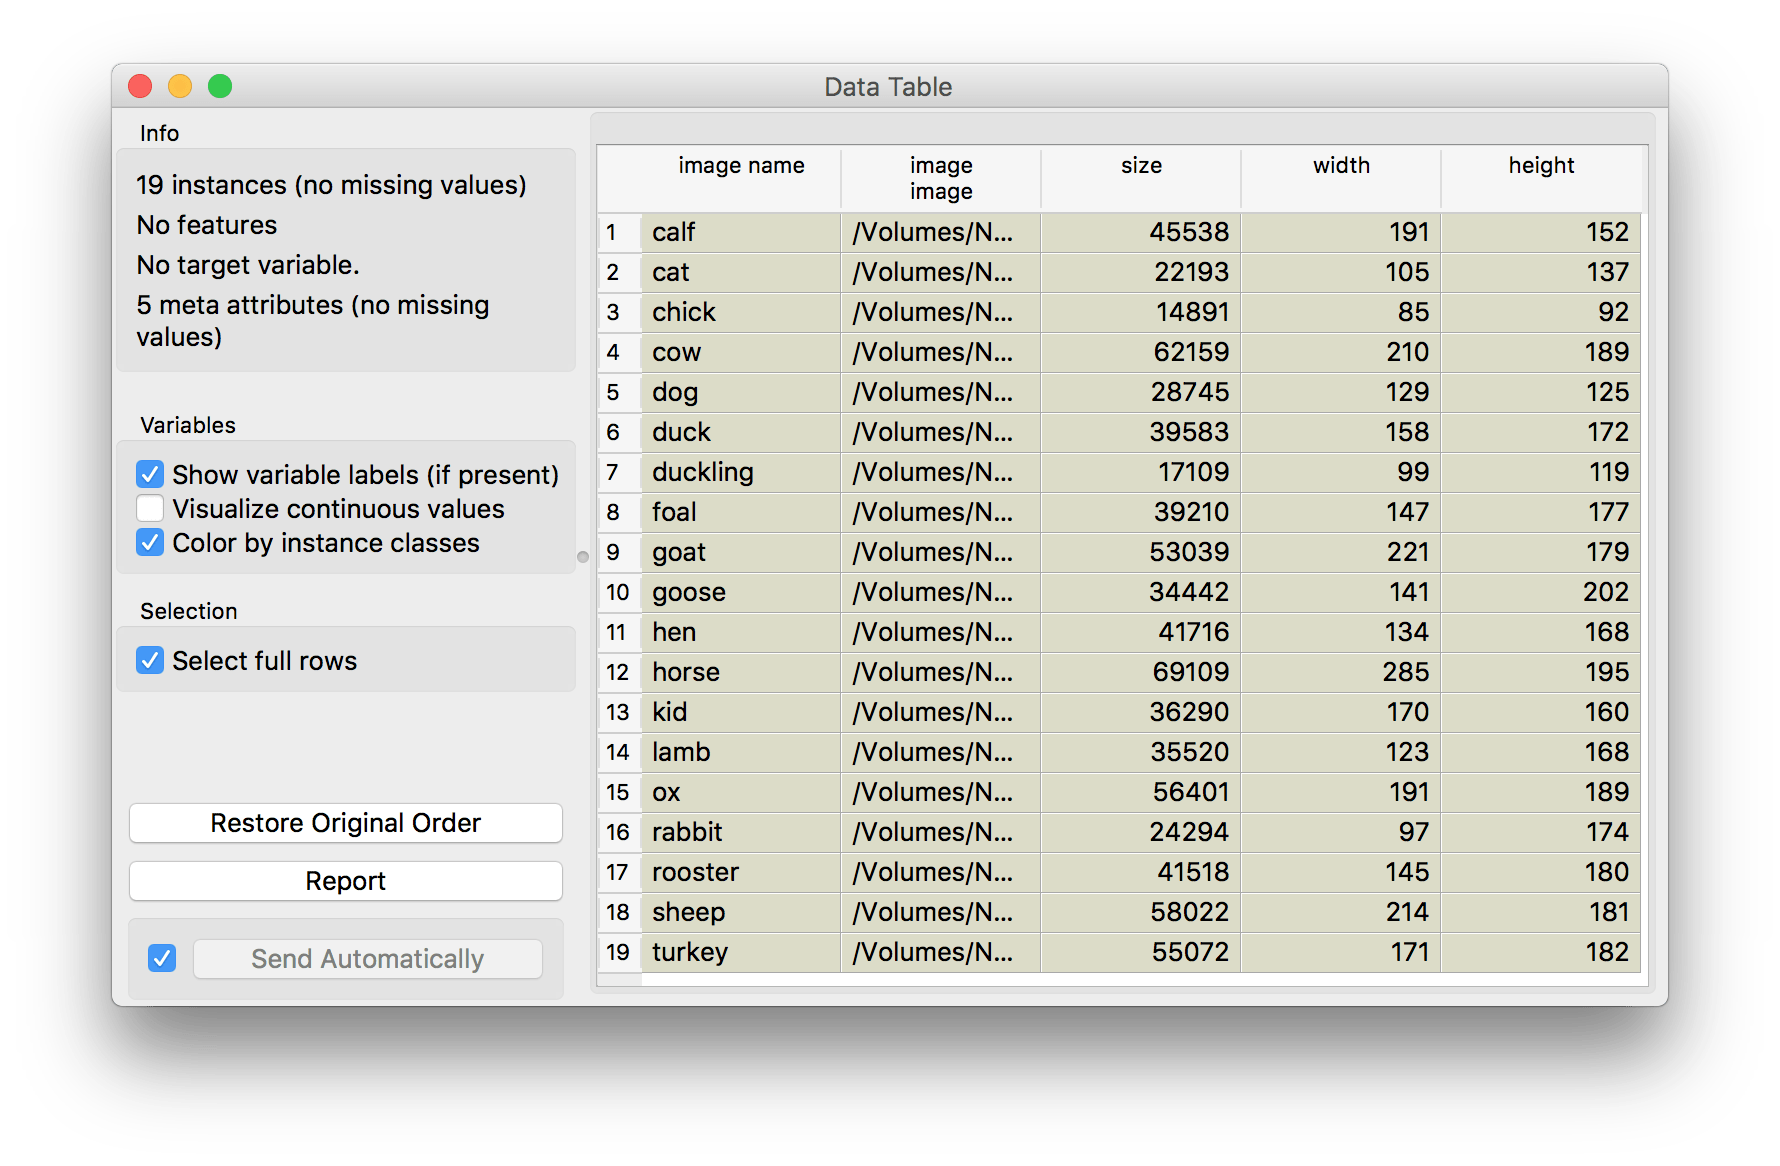 Data Table
Info
19 instances (no missing values)
No features
No target variable.
5 meta attributes (no missing
values)
Variables
Show variable labels (if present)
Visualize continuous values
Color by instance classes
Selection
Select full rows
Restore Original Order
Report
Send Automatically
image name image size width height
image
1 calf /Volumes/N... 45538 191 152
2 cat /Volumes/N... 22193 105 137
3 chick /Volumes/N... 14891 85 92
4 cow /Volumes/N... 62159 210 189
5 dog /Volumes/N... 28745 129 125
6 duck /Volumes/N... 39583 158 172
7 duckling /Volumes/N... 17109 99 119
8 foal /Volumes/N... 39210 147 177
9 goat /Volumes/N... 53039 221 179
10 goose /Volumes/N... 34442 141 202
11 hen /Volumes/N... 41716 134 168
12 horse /Volumes/N... 69109 285 195
13 kid /Volumes/N... 36290 170 160
14 lamb /Volumes/N... 35520 123 168
15 ox /Volumes/N... 56401 191 189
16 rabbit /Volumes/N... 24294 97 174
17 rooster /Volumes/N... 41518 145 180
18 sheep /Volumes/N... 58022 214 181
19 turkey /Volumes/N... 55072 171 182